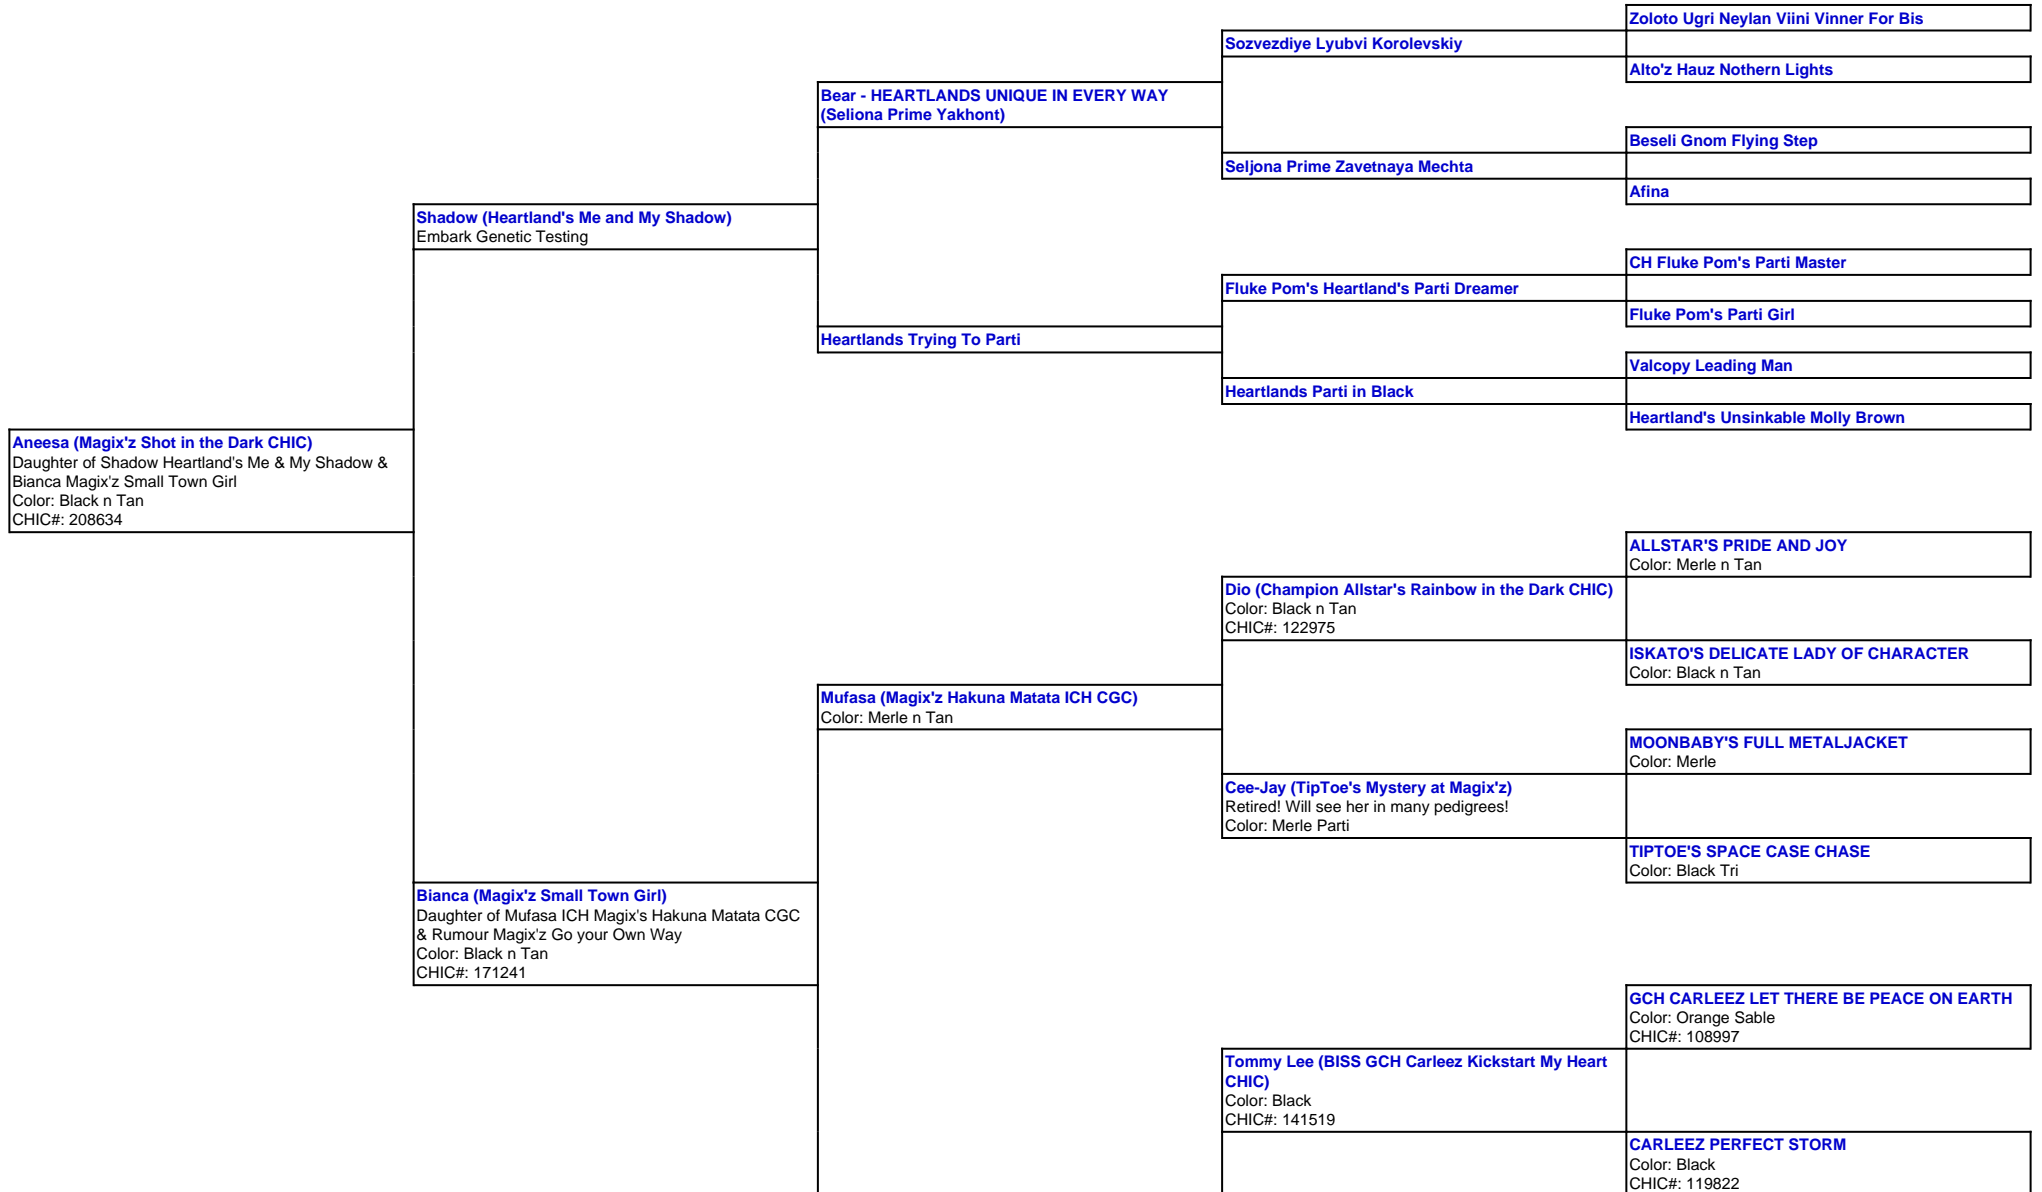 Zoloto Ugri Neylan Viini Vinner For Bis
Sozvezdiye Lyubvi Korolevskiy
Alto'z Hauz Nothern Lights
Bear - HEARTLANDS UNIQUE IN EVERY WAY
(Seliona Prime Yakhont)
Beseli Gnom Flying Step
Seljona Prime Zavetnaya Mechta
Afina
Shadow (Heartland's Me and My Shadow)
Embark Genetic Testing
CH Fluke Pom's Parti Master
Fluke Pom's Heartland's Parti Dreamer
Fluke Pom's Parti Girl
Heartlands Trying To Parti
Valcopy Leading Man
Heartlands Parti in Black
Heartland's Unsinkable Molly Brown
Aneesa (Magix'z Shot in the Dark CHIC)
Daughter of Shadow Heartland's Me & My Shadow &
Bianca Magix'z Small Town Girl
Color: Black n Tan
CHIC#: 208634
ALLSTAR'S PRIDE AND JOY
Color: Merle n Tan
Dio (Champion Allstar's Rainbow in the Dark CHIC)
Color: Black n Tan
CHIC#: 122975
ISKATO'S DELICATE LADY OF CHARACTER
Color: Black n Tan
Mufasa (Magix'z Hakuna Matata ICH CGC)
Color: Merle n Tan
MOONBABY'S FULL METALJACKET
Color: Merle
Cee-Jay (TipToe's Mystery at Magix'z)
Retired! Will see her in many pedigrees!
Color: Merle Parti
TIPTOE'S SPACE CASE CHASE
Color: Black Tri
Bianca (Magix'z Small Town Girl)
Daughter of Mufasa ICH Magix's Hakuna Matata CGC
& Rumour Magix'z Go your Own Way
Color: Black n Tan
CHIC#: 171241
GCH CARLEEZ LET THERE BE PEACE ON EARTH
Color: Orange Sable
CHIC#: 108997
Tommy Lee (BISS GCH Carleez Kickstart My Heart
CHIC)
Color: Black
CHIC#: 141519
CARLEEZ PERFECT STORM
Color: Black
CHIC#: 119822